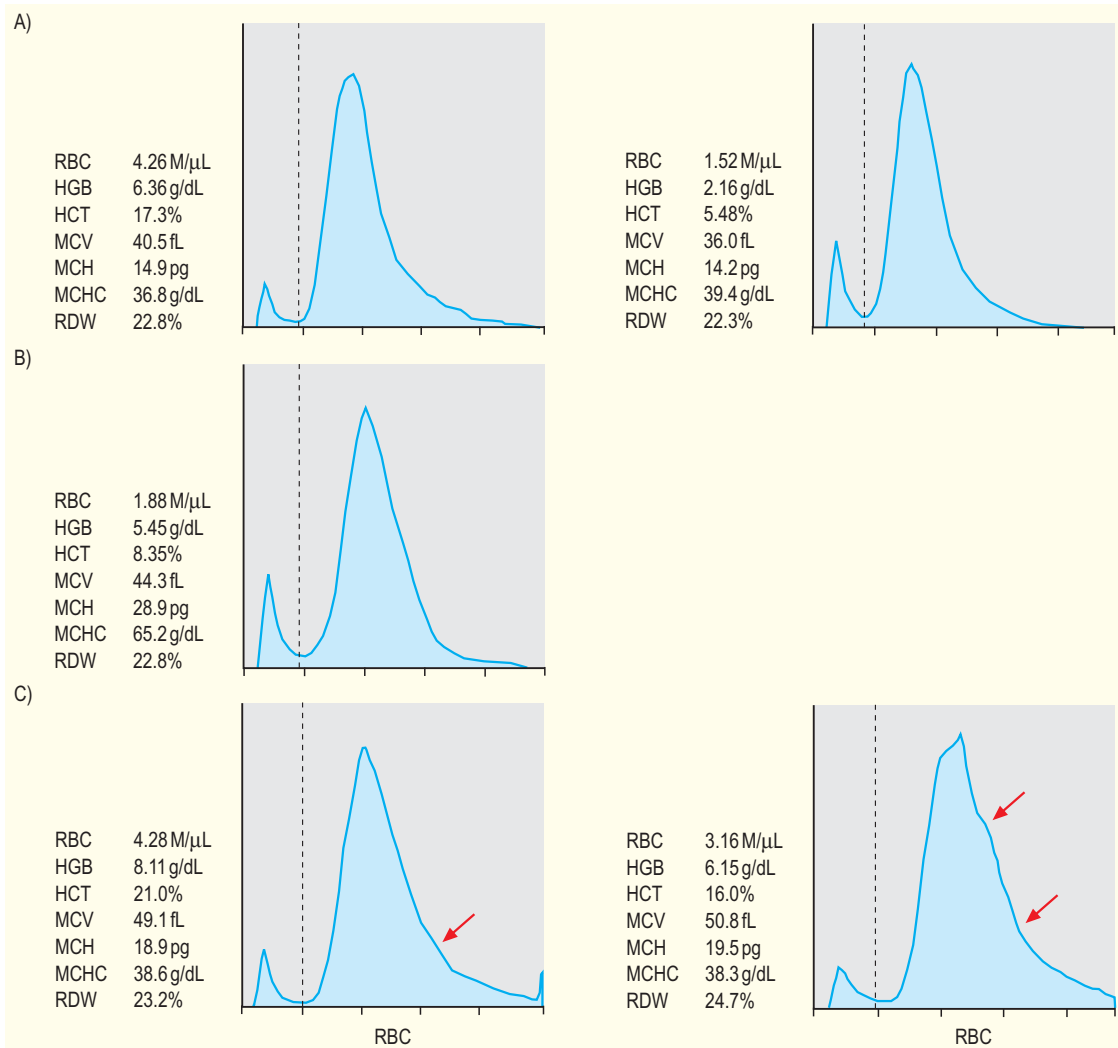 A)
RBC 4.26 M/μL
HGB 6.36 g/dL
HCT 17.3%
MCV 40.5 fL
MCH 14.9 pg
MCHC 36.8 g/dL
RDW 22.8%
RBC 1.52 M/μL
HGB 2.16 g/dL
HCT 5.48%
MCV 36.0 fL
MCH 14.2 pg
MCHC 39.4 g/dL
RDW 22.3%
B)
RBC 1.88 M/μL
HGB 5.45 g/dL
HCT 8.35%
MCV 44.3 fL
MCH 28.9 pg
MCHC 65.2 g/dL
RDW 22.8%
C)
RBC 4.28 M/μL
HGB 8.11 g/dL
HCT 21.0%
MCV 49.1 fL
MCH 18.9 pg
MCHC 38.6 g/dL
RDW 23.2%
RBC
RBC 3.16 M/μL
HGB 6.15 g/dL
HCT 16.0%
MCV 50.8 fL
MCH 19.5 pg
MCHC 38.3 g/dL
RDW 24.7%
RBC